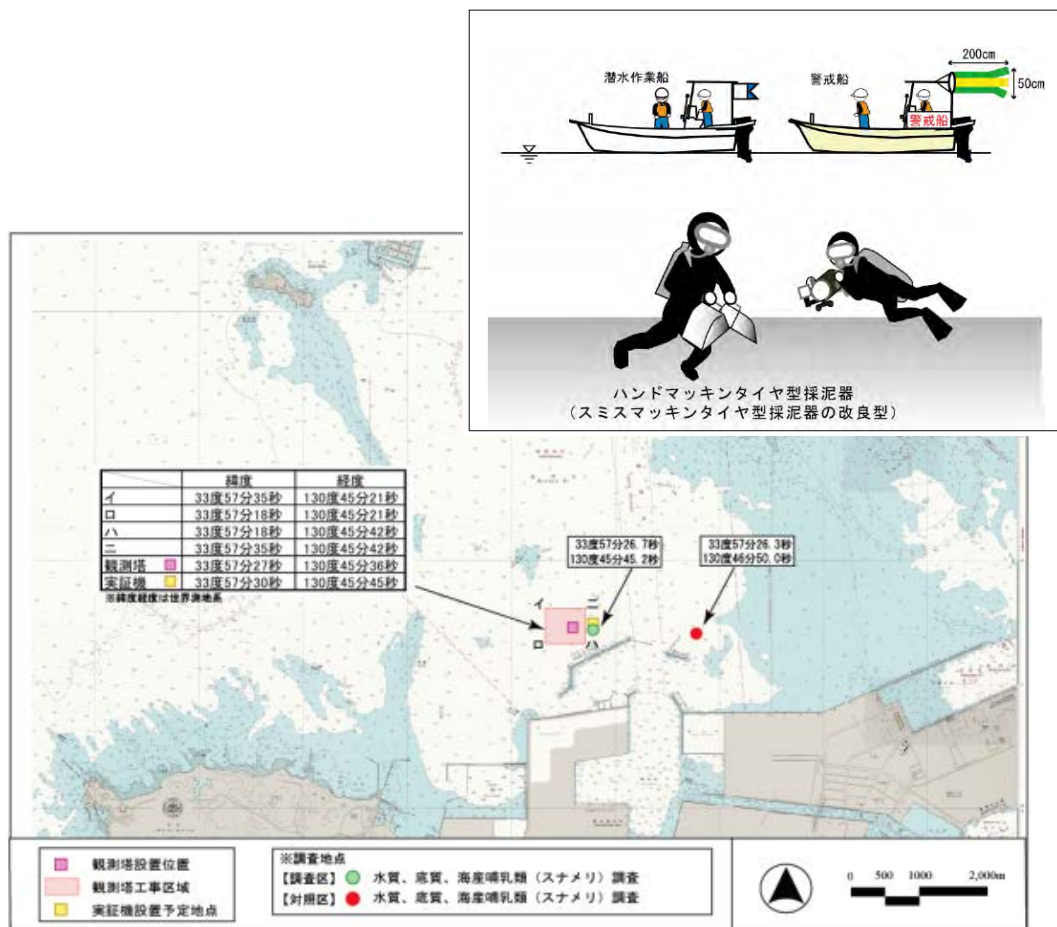 潜水作業船
警戒船
200cm
50cm
警戒船
ハンドマッキンタイヤ型採泥器
（スミスマッキンタイヤ型採泥器の改良型）
緯度 経度
イ 33度57分35秒 130度45分21秒
ロ 33度57分18秒 130度45分21秒
ハ 33度57分18秒 130度45分42秒
ニ 33度57分35秒 130度45分42秒
観測塔 33度57分27秒 130度45分36秒
実証機 33度57分30秒 130度45分45秒
※緯度経度は世界測地系
33度57分26.7秒
130度45分45.2秒
33度57分26.3秒
130度46分50.0秒
イ
ニ
ロ
ハ
観測塔設置位置
観測塔工事区域
実証機設置予定地点
※調査地点
【調査区】 水質、底質、海産哺乳類（スナメリ）調査
【対照区】 水質、底質、海産哺乳類（スナメリ）調査
0 500 1000 2,000m